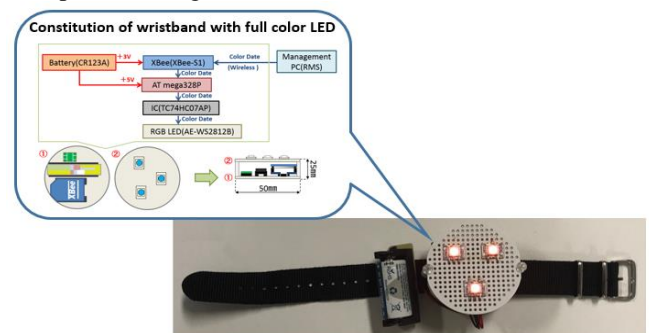 Constitution of wristband with full color LED
Battery(CR123A)
+3V
XBee(XBee-S1)
Color Date
(Wireless )
Management
PC(RMS)
+3V
Color Date
AT mega328P
Color Date
IC(TC74HC07AP)
Color Date
RGB LED(AE-WS2812B)
①
②
XBee
②
①
25mm
50mm